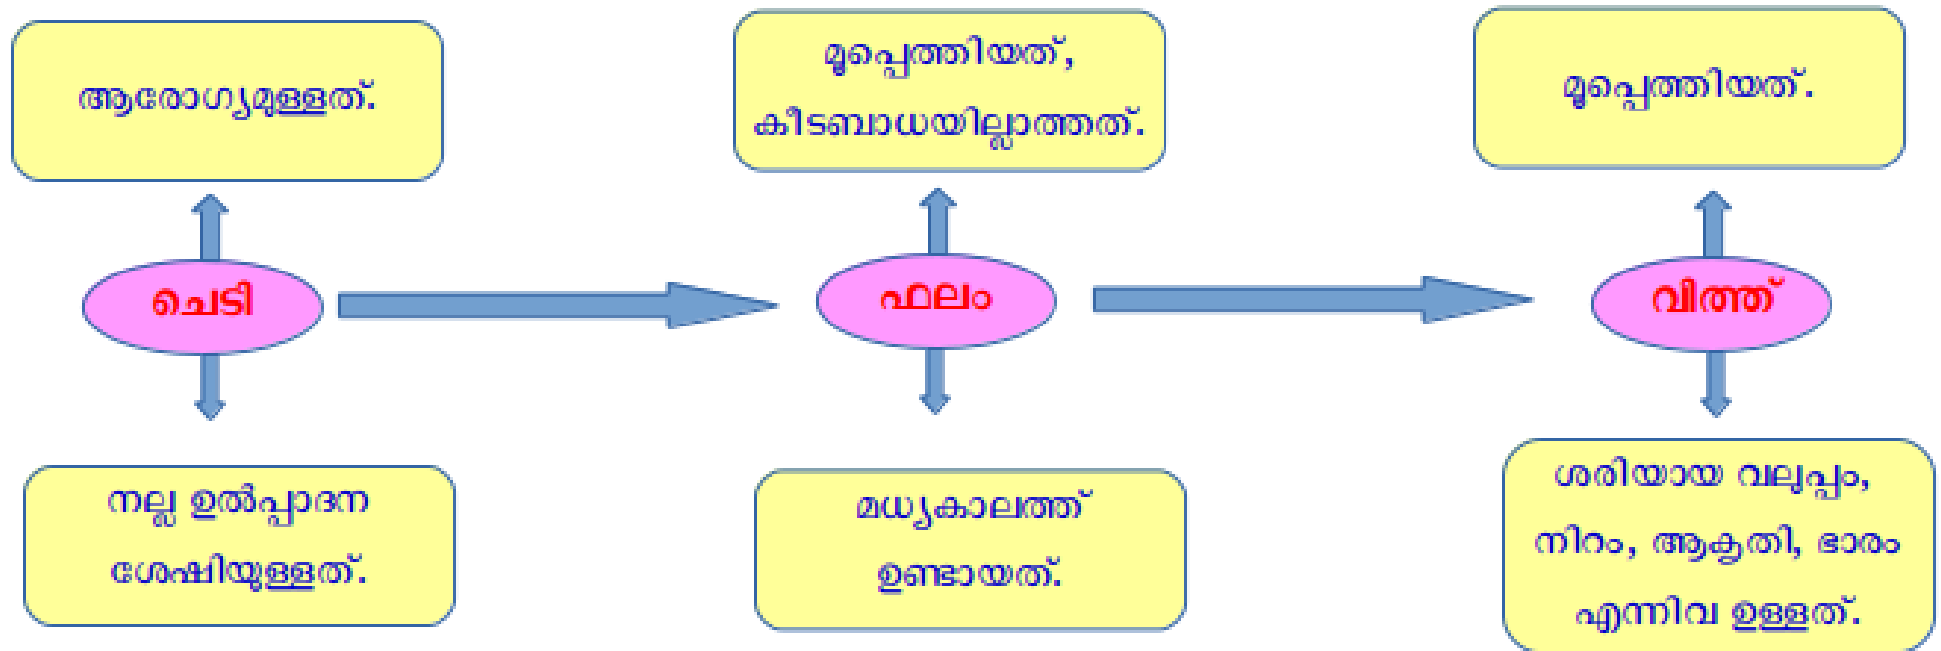 ആരോഗ്യമുള്ളത്.
മൂപ്പെത്തിയത്,
കീടബാധയില്ലാത്തത്.
മൂപ്പെത്തിയത്.
ചെടി
ഫലം
വിത്ത്
നല്ല ഉൽപ്പാദന
ശേഷിയുള്ളത്.
മധ്യകാലത്ത്
ഉണ്ടായത്.
ശരിയായ വലുപ്പം,
നിറം, ആകൃതി, ഭാരം
എന്നിവ ഉള്ളത്.